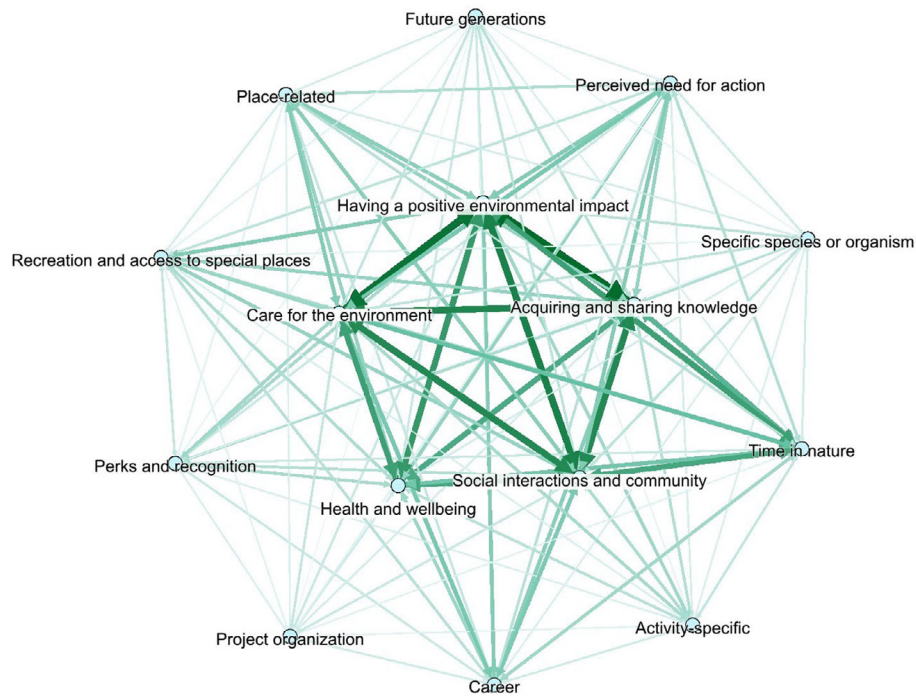 Future generations
Place-related
Perceived need for action
Having a positive environmental impact
Specific species or organism
Recreation and access to special places
Care for the environment
Acquiring and sharing knowledge
Time in nature
Perks and recognition
Social interactions and community
Health and wellbeing
Activity-specific
Project organization
Career